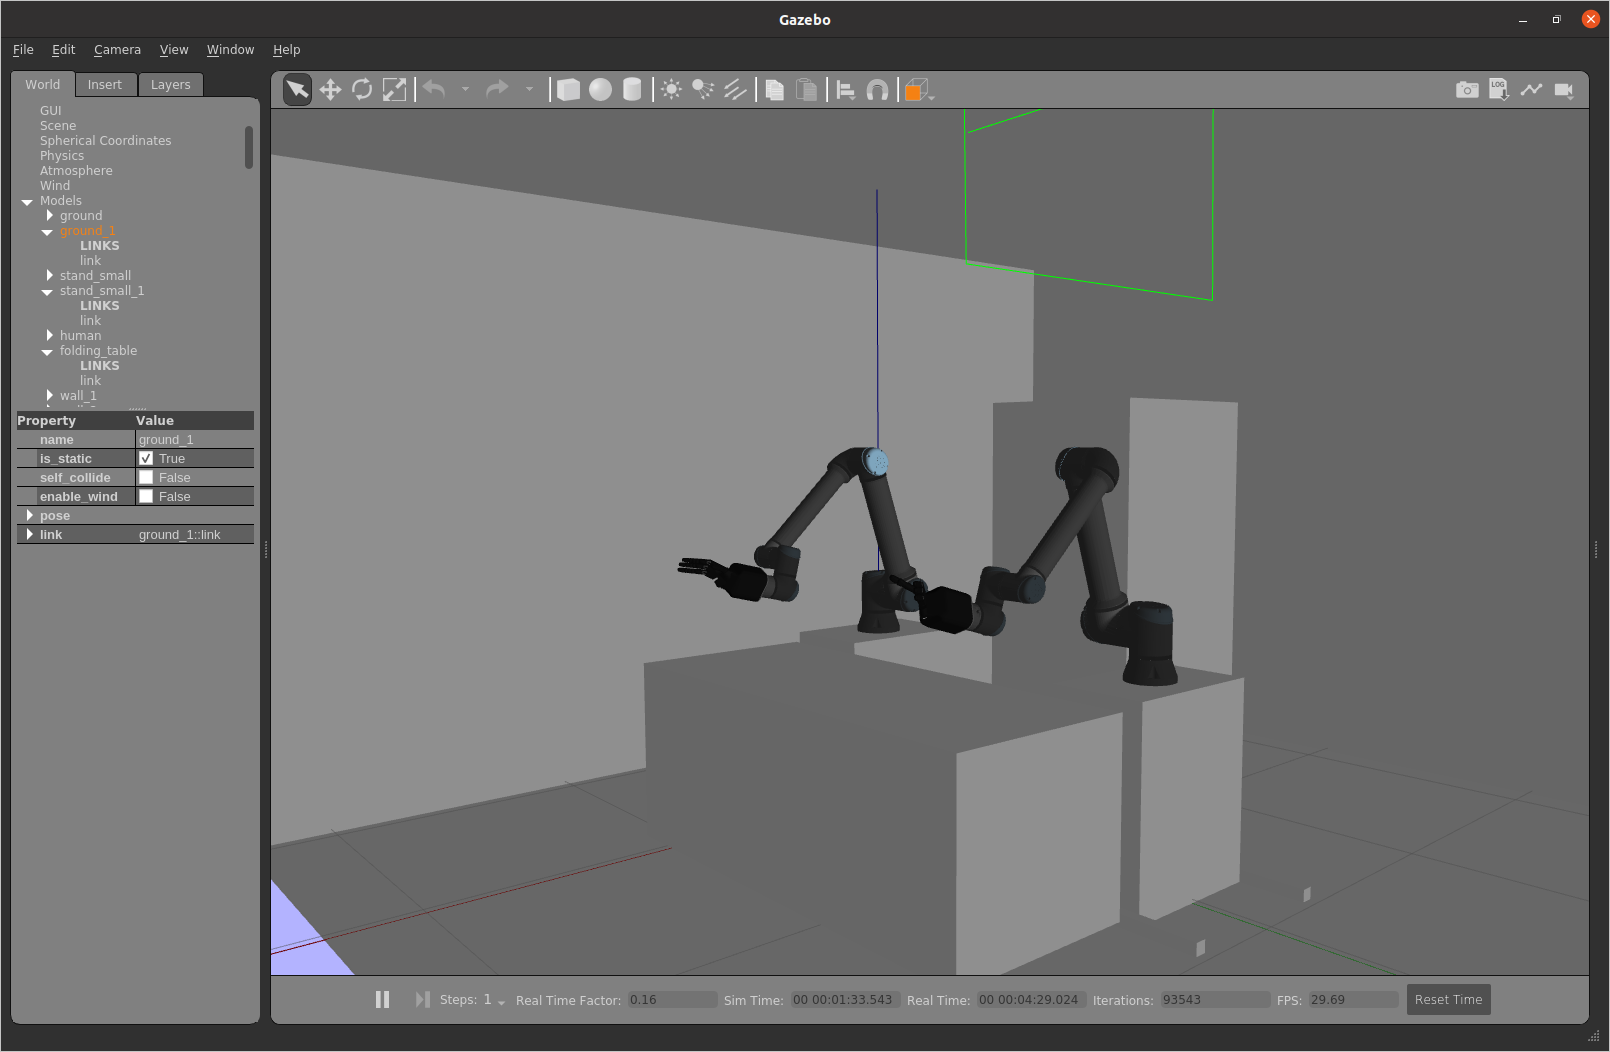 Gazebo
File Edit Camera View Window Help
World Insert Layers
LOG
GUI
Scene
Spherical Coordinates
Physics
Atmosphere
Wind
Models
ground
ground_1
LINKS
link
stand_small
stand_small_1
LINKS
link
human
folding_table
LINKS
link
wall_1
Property Value
name ground_1
is_static True
self_collide False
enable_wind False
pose
link ground_1::link
Steps: 1 Real Time Factor: 0.16 Sim Time: 00 00:01:33.543 Real Time: 00 00:04:29.024 Iterations: 93543 FPS: 29.69 Reset Time